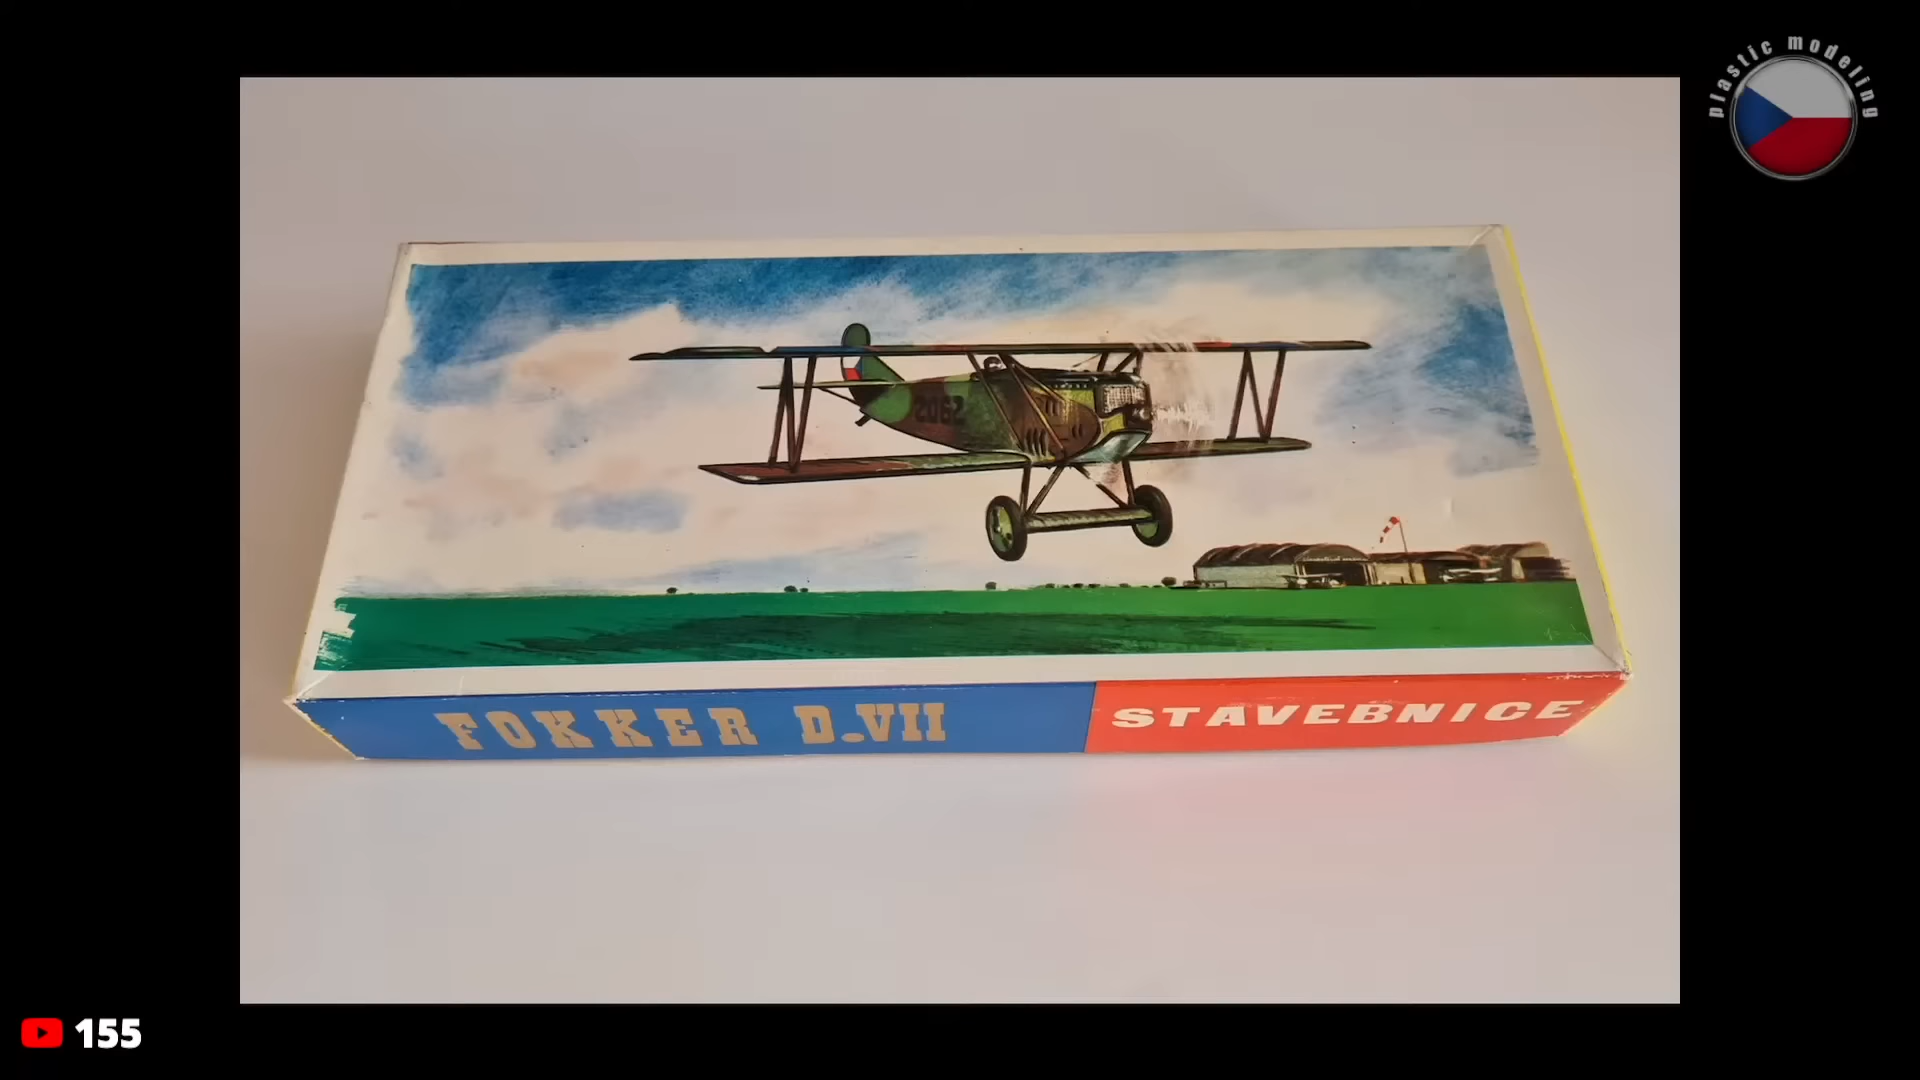 plastic modeling
2062
FOKKER D.VII
STAVEBNICE
155